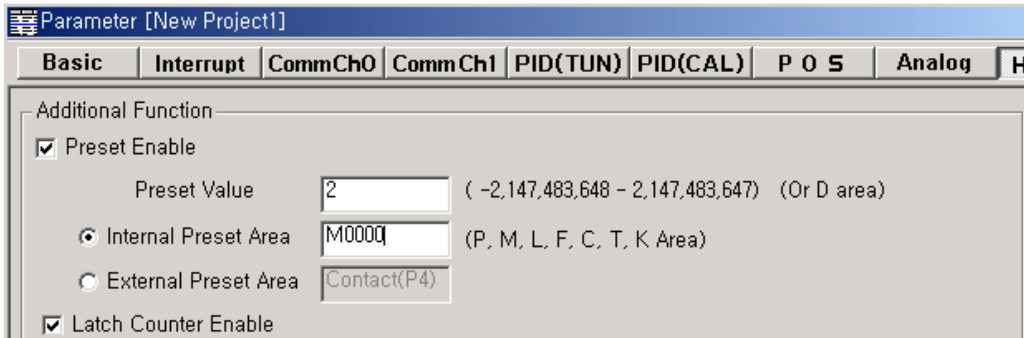 Parameter [New Project1]
Basic Interrupt CommCh0 CommCh1 PID(TUN) PID(CAL) P O S Analog H
Additional Function
Preset Enable
Preset Value 2 ( -2,147,483,648 - 2,147,483,647) (Or D area)
Internal Preset Area M0000 (P, M, L, F, C, T, K Area)
External Preset Area Contact(P4)
Latch Counter Enable